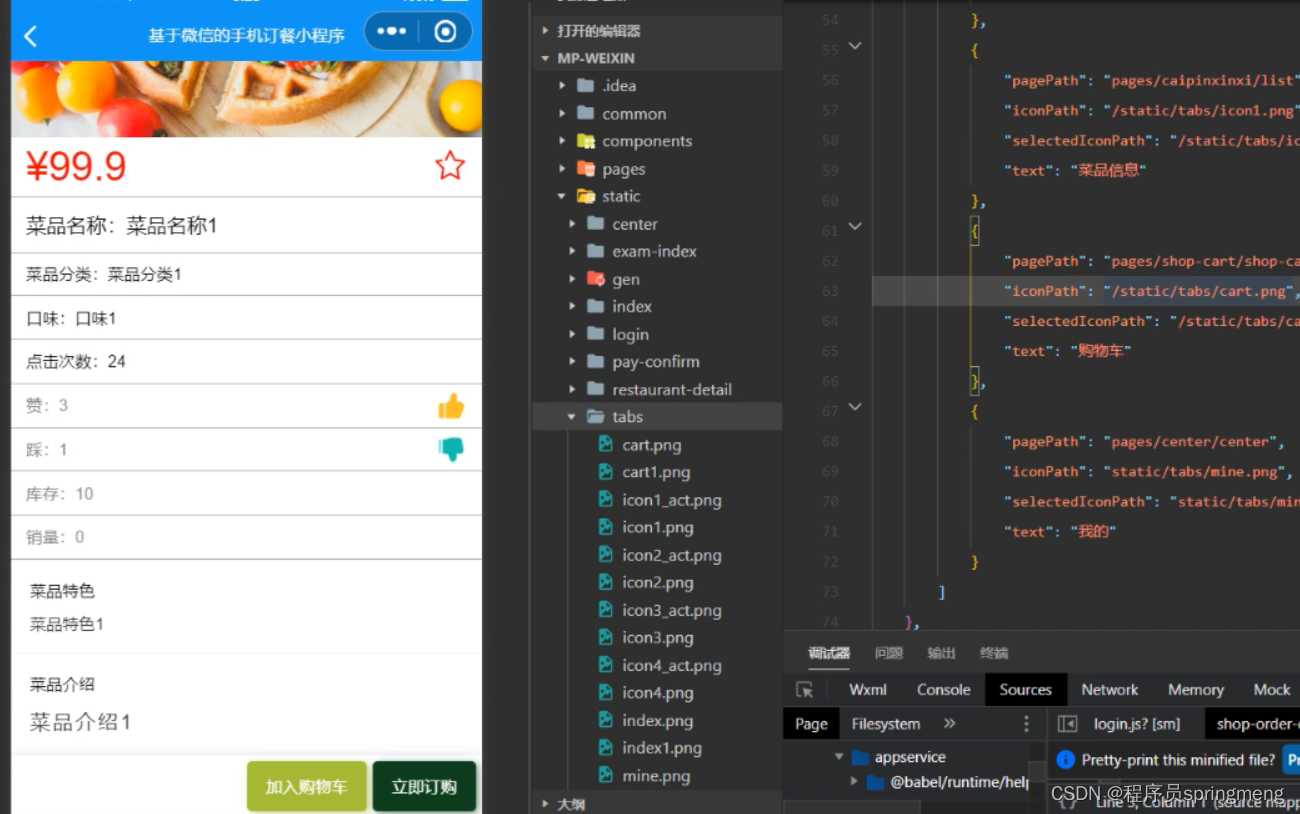 基于微信的手机订餐小程序
¥99.9
菜品名称：菜品名称1
菜品分类：菜品分类1
口味：口味1
点击次数：24
赞：3
踩：1
库存：10
销量：0
菜品特色
菜品特色1
菜品介绍
菜品介绍1
加入购物车
立即订购
打开的编辑器
MP-WEIXIN
.idea
common
components
pages
static
center
exam-index
gen
index
login
pay-confirm
restaurant-detail
tabs
cart.png
cart1.png
icon1_act.png
icon1.png
icon2_act.png
icon2.png
icon3_act.png
icon3.png
icon4_act.png
icon4.png
index.png
index1.png
mine.png
大纲
54 },
55 {
56 "pagePath": "pages/caipinxinxi/list"
57 "iconPath": "/static/tabs/icon1.png"
58 "selectedIconPath": "/static/tabs/ic
59 "text": "菜品信息"
60 },
61 {
62 "pagePath": "pages/shop-cart/shop-ca
63 "iconPath": "/static/tabs/cart.png",
64 "selectedIconPath": "/static/tabs/ca
65 "text": "购物车"
66 },
67 {
68 "pagePath": "pages/center/center",
69 "iconPath": "static/tabs/mine.png",
70 "selectedIconPath": "static/tabs/min
71 "text": "我的"
72 }
73 ]
74 },
调试器 问题 输出 终端
Wxml Console Sources Network Memory Mock
Page Filesystem »
login.js? [sm] shop-order-
appservice
@babel/runtime/help
Pretty-print this minified file? Pr
{} Line 5, Column 1 (source mapp
CSDN @程序员springmeng